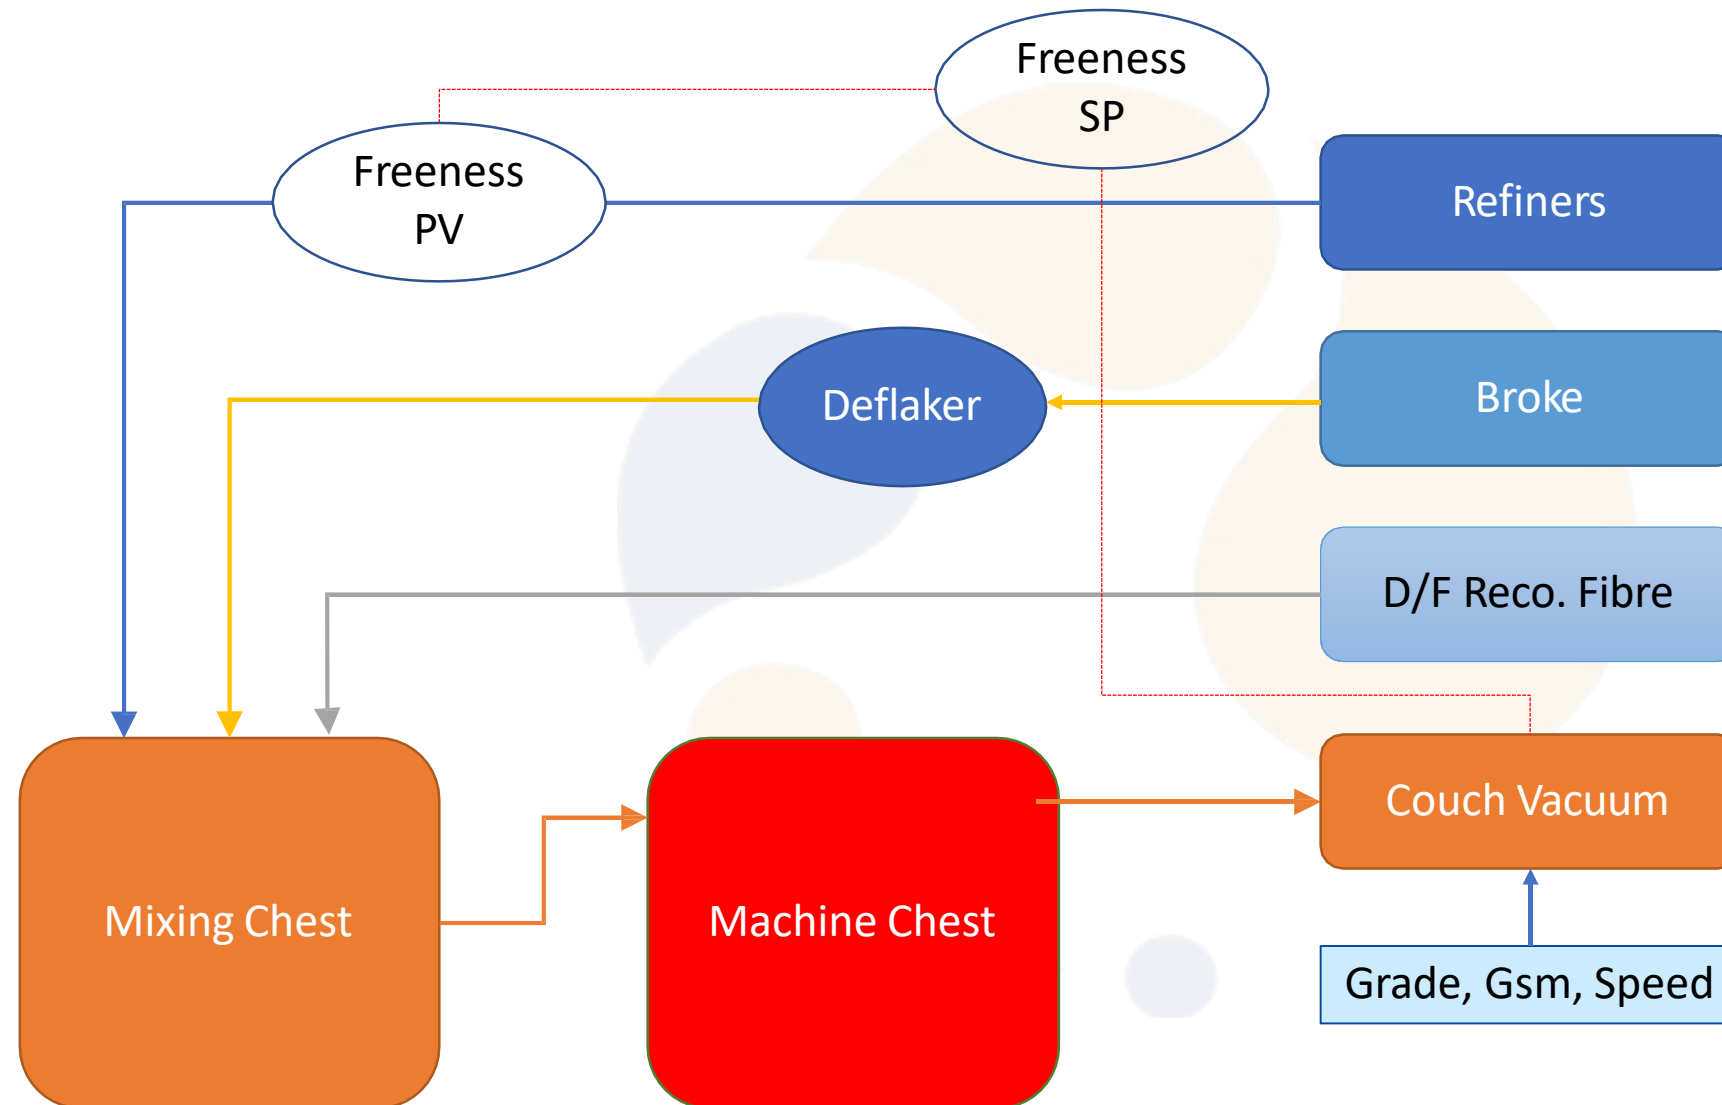 Freeness
SP
Freeness
PV
Refiners
Deflaker
Broke
D/F Reco. Fibre
Couch Vacuum
Mixing Chest
Machine Chest
Grade, Gsm, Speed